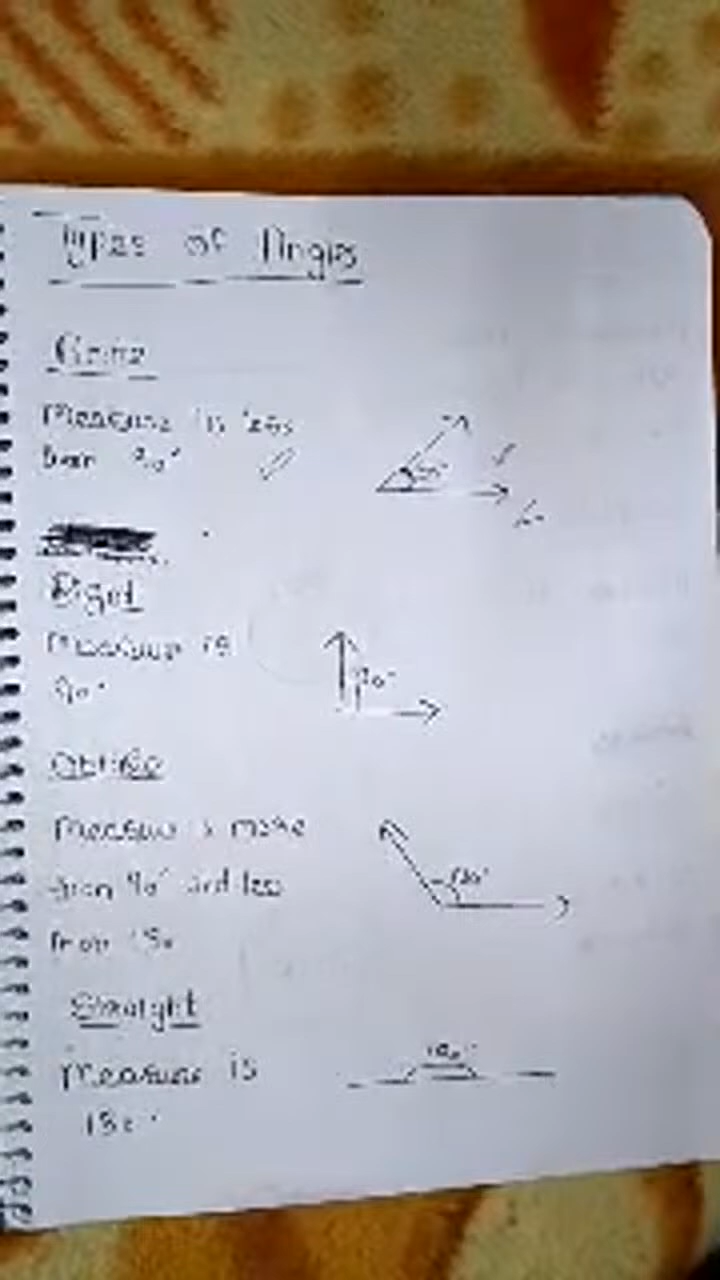 Types of Angles
Acute
Measure is less
than 90°
Right
Measure is
90°
90°
Measure is more
than 90° and less
than 180
Straight
Measure is
180°
180°